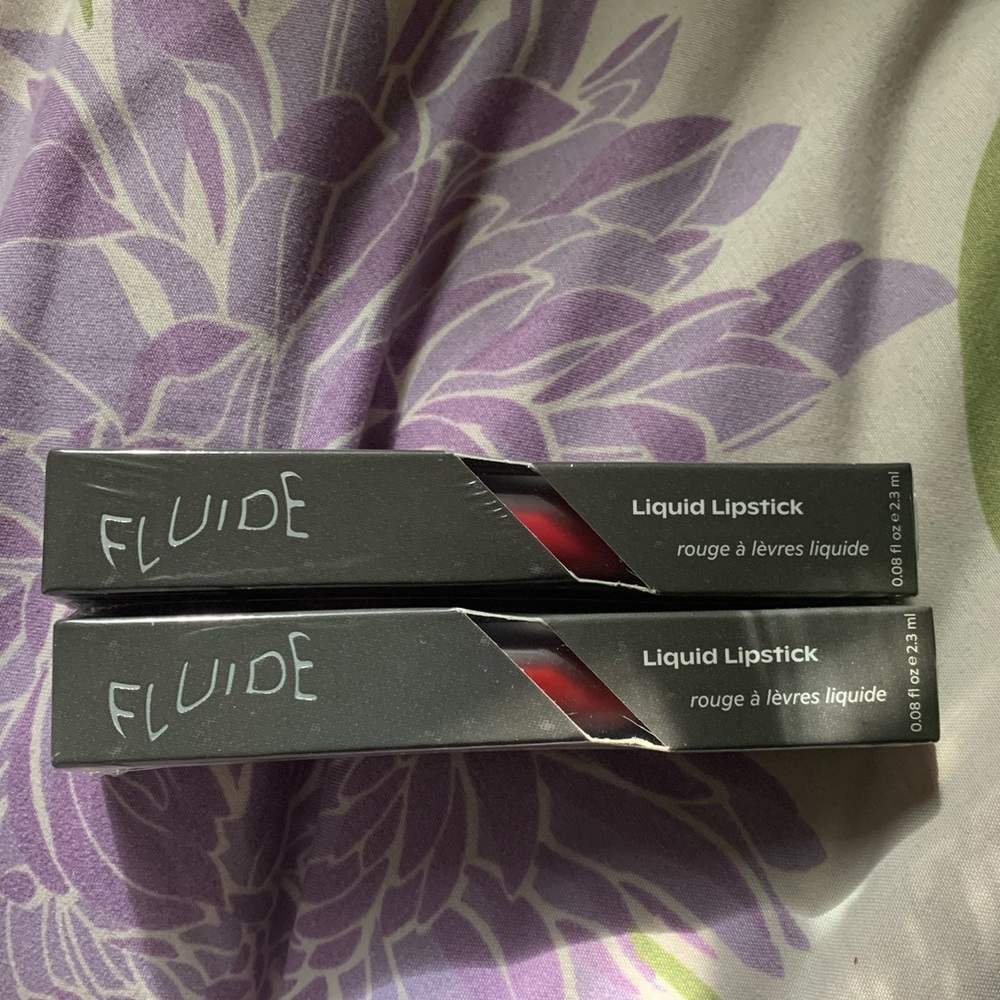 FLUIDE
Liquid Lipstick
rouge à lèvres liquide
0.08 fl oz e 2.3 ml
FLUIDE
Liquid Lipstick
rouge à lèvres liquide
0.08 fl oz e 2.3 ml